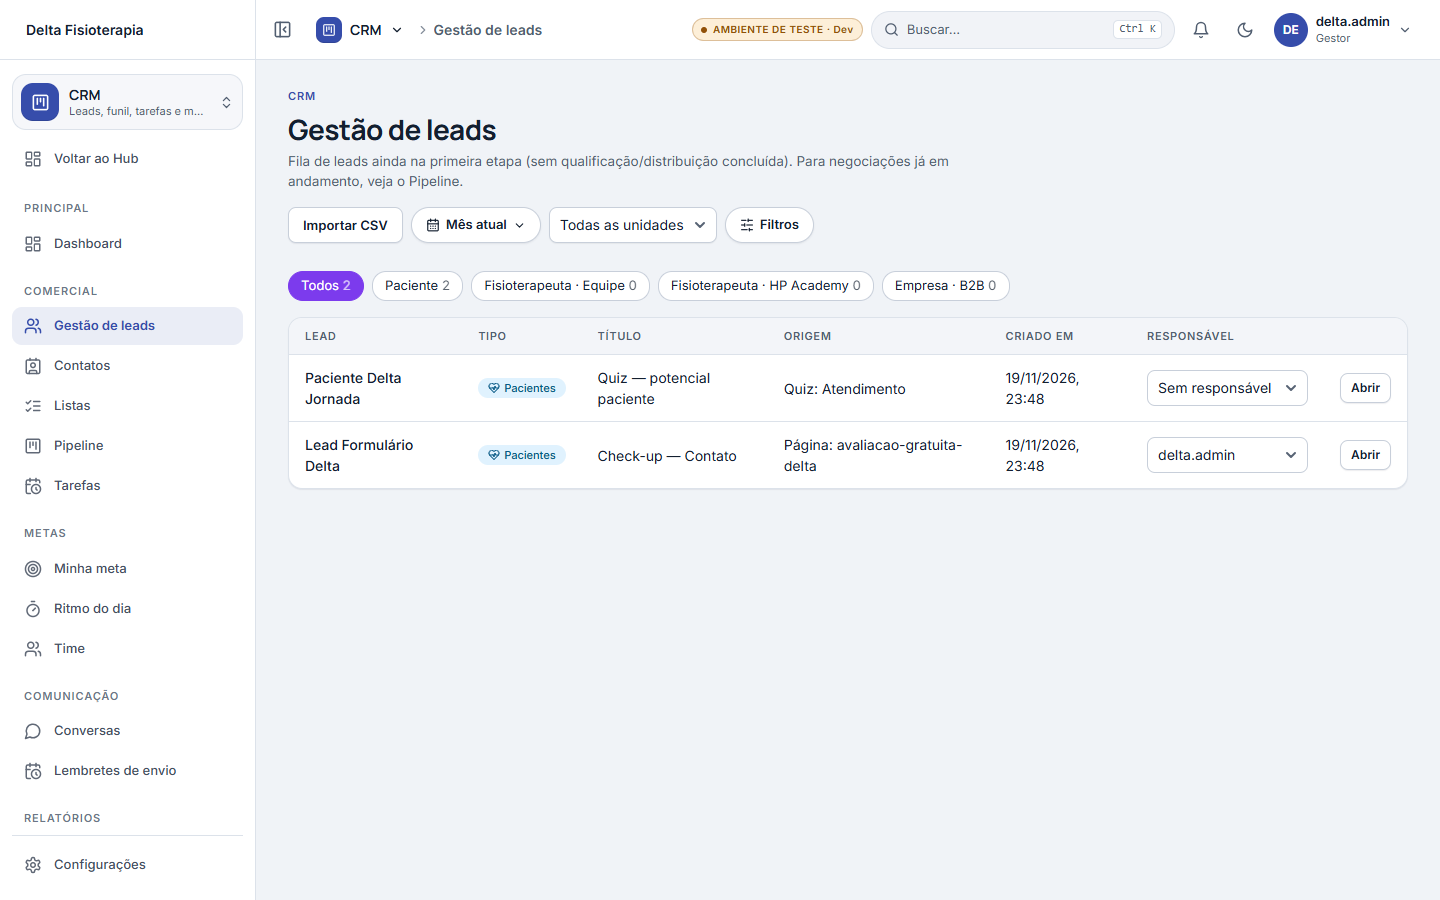 Delta Fisioterapia
CRM
Gestão de leads
AMBIENTE DE TESTE · Dev
Buscar...
Ctrl K
DE
delta.admin
Gestor
CRM
Leads, funil, tarefas e m...
Voltar ao Hub
PRINCIPAL
Dashboard
COMERCIAL
Gestão de leads
Contatos
Listas
Pipeline
Tarefas
METAS
Minha meta
Ritmo do dia
Time
COMUNICAÇÃO
Conversas
Lembretes de envio
RELATÓRIOS
Configurações
CRM
Gestão de leads
Fila de leads ainda na primeira etapa (sem qualificação/distribuição concluída). Para negociações já em
andamento, veja o Pipeline.
Importar CSV
Mês atual
Todas as unidades
Filtros
Todos 2
Paciente 2
Fisioterapeuta · Equipe 0
Fisioterapeuta · HP Academy 0
Empresa · B2B 0
LEAD TIPO TÍTULO ORIGEM CRIADO EM RESPONSÁVEL
Paciente Delta
Jornada
Pacientes
Quiz — potencial
paciente
Quiz: Atendimento
19/11/2026,
23:48
Sem responsável
Abrir
Lead Formulário
Delta
Pacientes
Check-up — Contato
Página: avaliacao-gratuita-
delta
19/11/2026,
23:48
delta.admin
Abrir